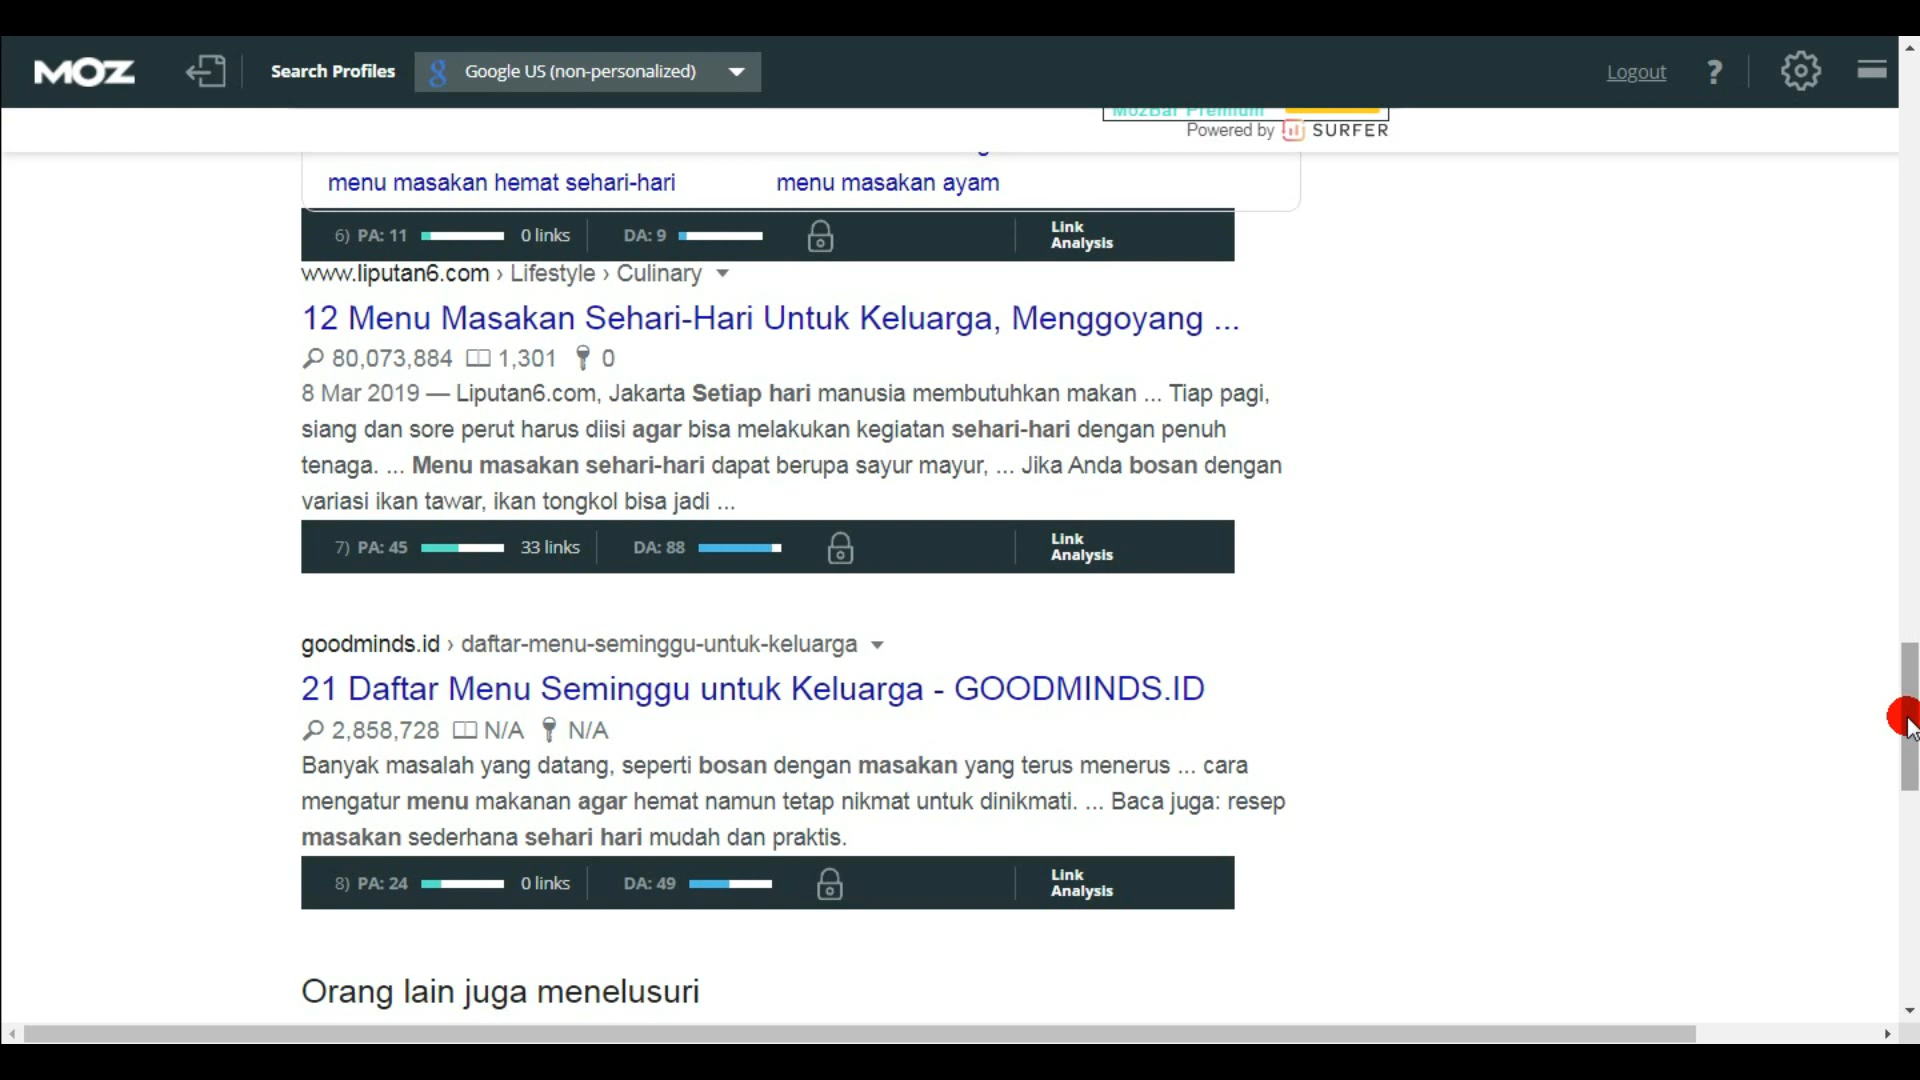 MOZ Search Profiles Google US (non-personalized) Logout ?
MozBar Premium
Powered by SURFER
menu masakan hemat sehari-hari menu masakan ayam
6) PA: 11 0 links DA: 9 Link Analysis
www.liputan6.com › Lifestyle › Culinary
12 Menu Masakan Sehari-Hari Untuk Keluarga, Menggoyang ...
80,073,884 1,301 0
8 Mar 2019 — Liputan6.com, Jakarta Setiap hari manusia membutuhkan makan ... Tiap pagi,
siang dan sore perut harus diisi agar bisa melakukan kegiatan sehari-hari dengan penuh
tenaga. ... Menu masakan sehari-hari dapat berupa sayur mayur, ... Jika Anda bosan dengan
variasi ikan tawar, ikan tongkol bisa jadi ...
7) PA: 45 33 links DA: 88 Link Analysis
goodminds.id › daftar-menu-seminggu-untuk-keluarga
21 Daftar Menu Seminggu untuk Keluarga - GOODMINDS.ID
2,858,728 N/A N/A
Banyak masalah yang datang, seperti bosan dengan masakan yang terus menerus ... cara
mengatur menu makanan agar hemat namun tetap nikmat untuk dinikmati. ... Baca juga: resep
masakan sederhana sehari hari mudah dan praktis.
8) PA: 24 0 links DA: 49 Link Analysis
Orang lain juga menelusuri